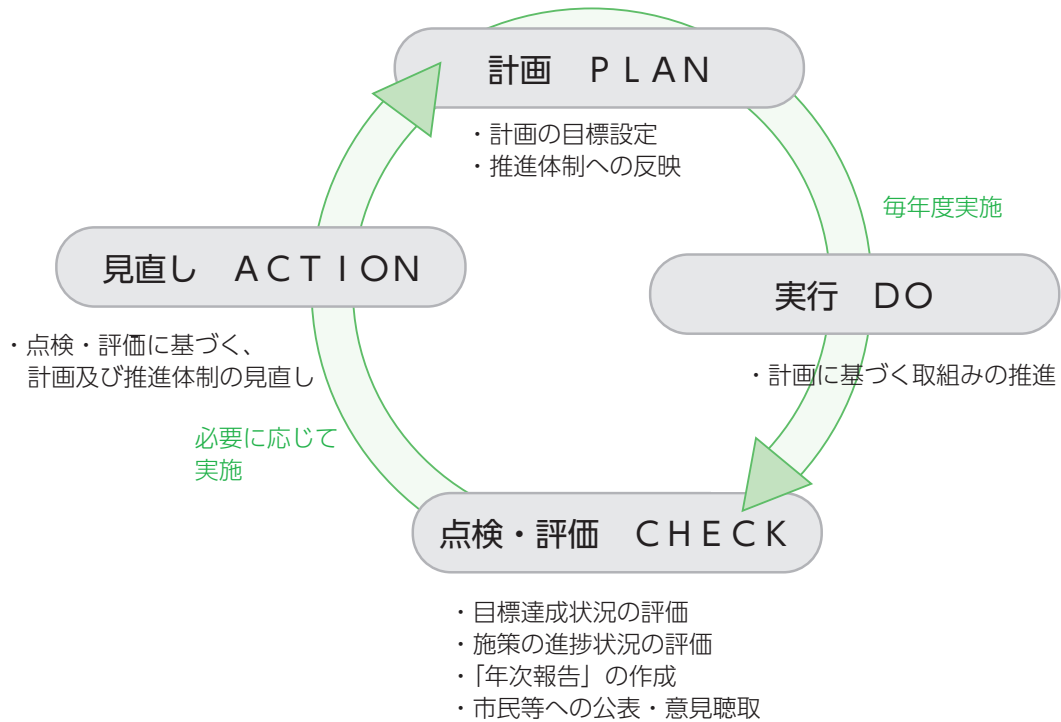 計画　ＰＬＡＮ
・計画の目標設定
・推進体制への反映
毎年度実施
実行　ＤＯ
・計画に基づく取組みの推進
点検・評価　ＣＨＥＣＫ
・目標達成状況の評価
・施策の進捗状況の評価
・「年次報告」の作成
・市民等への公表・意見聴取
見直し　ＡＣＴＩＯＮ
・点検・評価に基づく、
計画及び推進体制の見直し
必要に応じて
実施